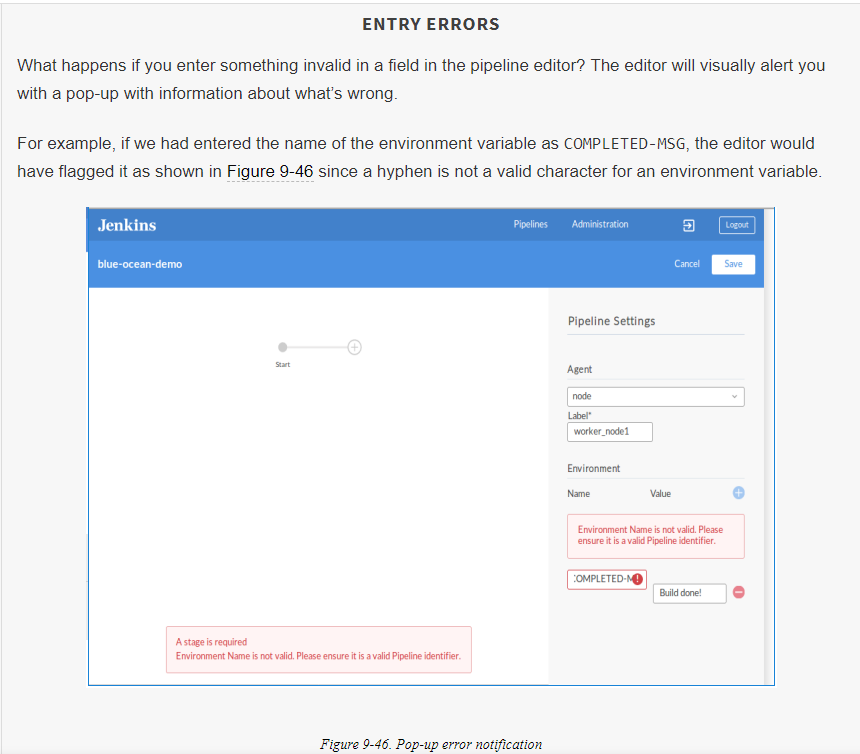 ENTRY ERRORS
What happens if you enter something invalid in a field in the pipeline editor? The editor will visually alert you
with a pop-up with information about what’s wrong.
For example, if we had entered the name of the environment variable as COMPLETED-MSG, the editor would
have flagged it as shown in Figure 9-46 since a hyphen is not a valid character for an environment variable.
Jenkins
Pipelines Administration Logout
blue-ocean-demo
Cancel Save
Start
Pipeline Settings
Agent
node
Label*
worker_node1
Environment
Name Value
Environment Name is not valid. Please
ensure it is a valid Pipeline identifier.
COMPLETED-M
Build done!
A stage is required
Environment Name is not valid. Please ensure it is a valid Pipeline identifier.
Figure 9-46. Pop-up error notification